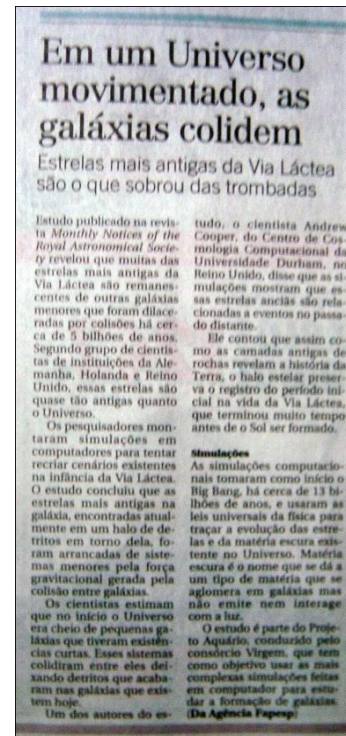 Em um Universo
movimentado, as
galáxias colidem
Estrelas mais antigas da Via Láctea
são o que sobrou das trombadas
Estudo publicado na revis-
ta Monthly Notices of the
Royal Astronomical Socie-
ty revelou que muitas das
estrelas mais antigas da
Via Láctea são remanes-
centes de outras galáxias
menores que foram dilace-
radas por colisões há cer-
ca de 5 bilhões de anos.
Segundo grupo de cientis-
tas de instituições da Ale-
manha, Holanda e Reino
Unido, essas estrelas são
quase tão antigas quanto
o Universo.
Os pesquisadores mon-
taram simulações em
computadores para tentar
recriar cenários existentes
na infância da Via Láctea.
O estudo concluiu que as
estrelas mais antigas na
galáxia, encontradas atual-
mente em um halo de de-
tritos em torno dela, fo-
ram arrancadas de siste-
mas menores pela força
gravitacional gerada pela
colisão entre galáxias.
Os cientistas estimam
que no início o Universo
era cheio de pequenas ga-
láxias que tiveram existên-
cias curtas. Esses sistemas
colidiram entre eles dei-
xando detritos que acaba-
ram nas galáxias que exis-
tem hoje.
Um dos autores do es-
tudo, o cientista Andrew
Cooper, do Centro de Cos-
mologia Computacional da
Universidade Durham, no
Reino Unido, disse que as si-
mulações mostram que es-
sas estrelas anciãs são rela-
cionadas a eventos no passa-
do distante.
Ele contou que assim co-
mo as camadas antigas de
rochas revelam a história da
Terra, o halo estelar preser-
va o registro do período ini-
cial na vida da Via Láctea,
que terminou muito tempo
antes de o Sol ser formado.
Simulações
As simulações computacio-
nais tomaram como início o
Big Bang, há cerca de 13 bi-
lhões de anos, e usaram as
leis universais da física para
traçar a evolução das estre-
las e da matéria escura exis-
tente no Universo. Matéria
escura é o nome que se dá a
um tipo de matéria que se
aglomera em galáxias mas
não emite nem interage
com a luz.
O estudo é parte do Proje-
to Aquário, conduzido pelo
consórcio Virgem, que tem
como objetivo usar as mais
complexas simulações feitas
em computador para estu-
dar a formação de galáxias.
(Da Agência Fapesp)